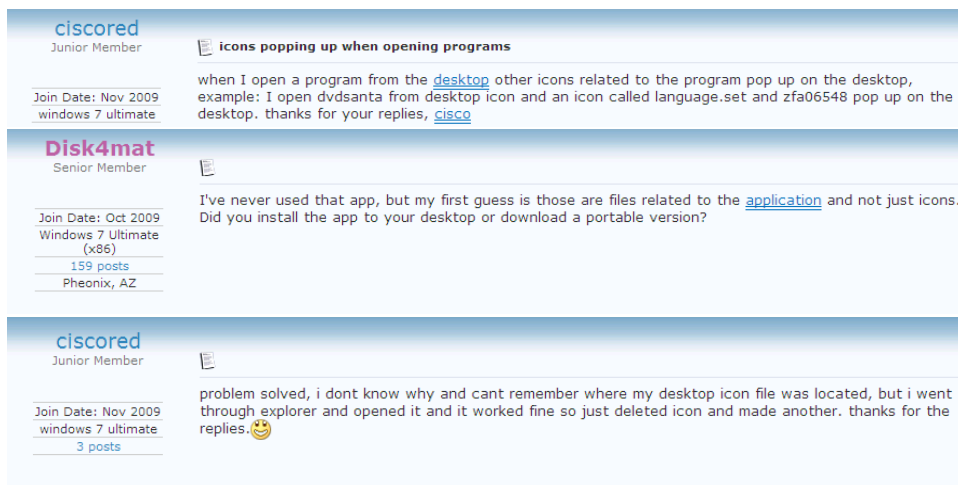 ciscored
Junior Member
Join Date: Nov 2009
windows 7 ultimate
icons popping up when opening programs
when I open a program from the desktop other icons related to the program pop up on the desktop,
example: I open dvdsanta from desktop icon and an icon called language.set and zfa06548 pop up on the
desktop. thanks for your replies, cisco
Disk4mat
Senior Member
Join Date: Oct 2009
Windows 7 Ultimate
(x86)
159 posts
Pheonix, AZ
I've never used that app, but my first guess is those are files related to the application and not just icons.
Did you install the app to your desktop or download a portable version?
ciscored
Junior Member
Join Date: Nov 2009
windows 7 ultimate
3 posts
problem solved, i dont know why and cant remember where my desktop icon file was located, but i went
through explorer and opened it and it worked fine so just deleted icon and made another. thanks for the
replies.